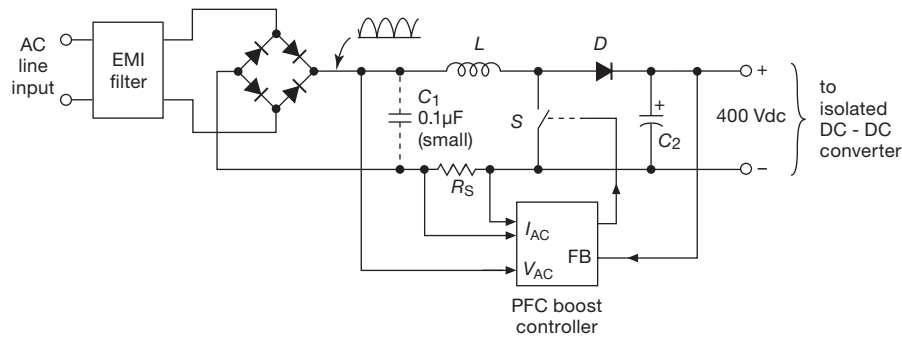 AC
line
input
EMI
filter
L
D
C1
0.1μF
(small)
S
+
C2
+
400 Vdc
–
to
isolated
DC - DC
converter
RS
IAC
FB
VAC
PFC boost
controller